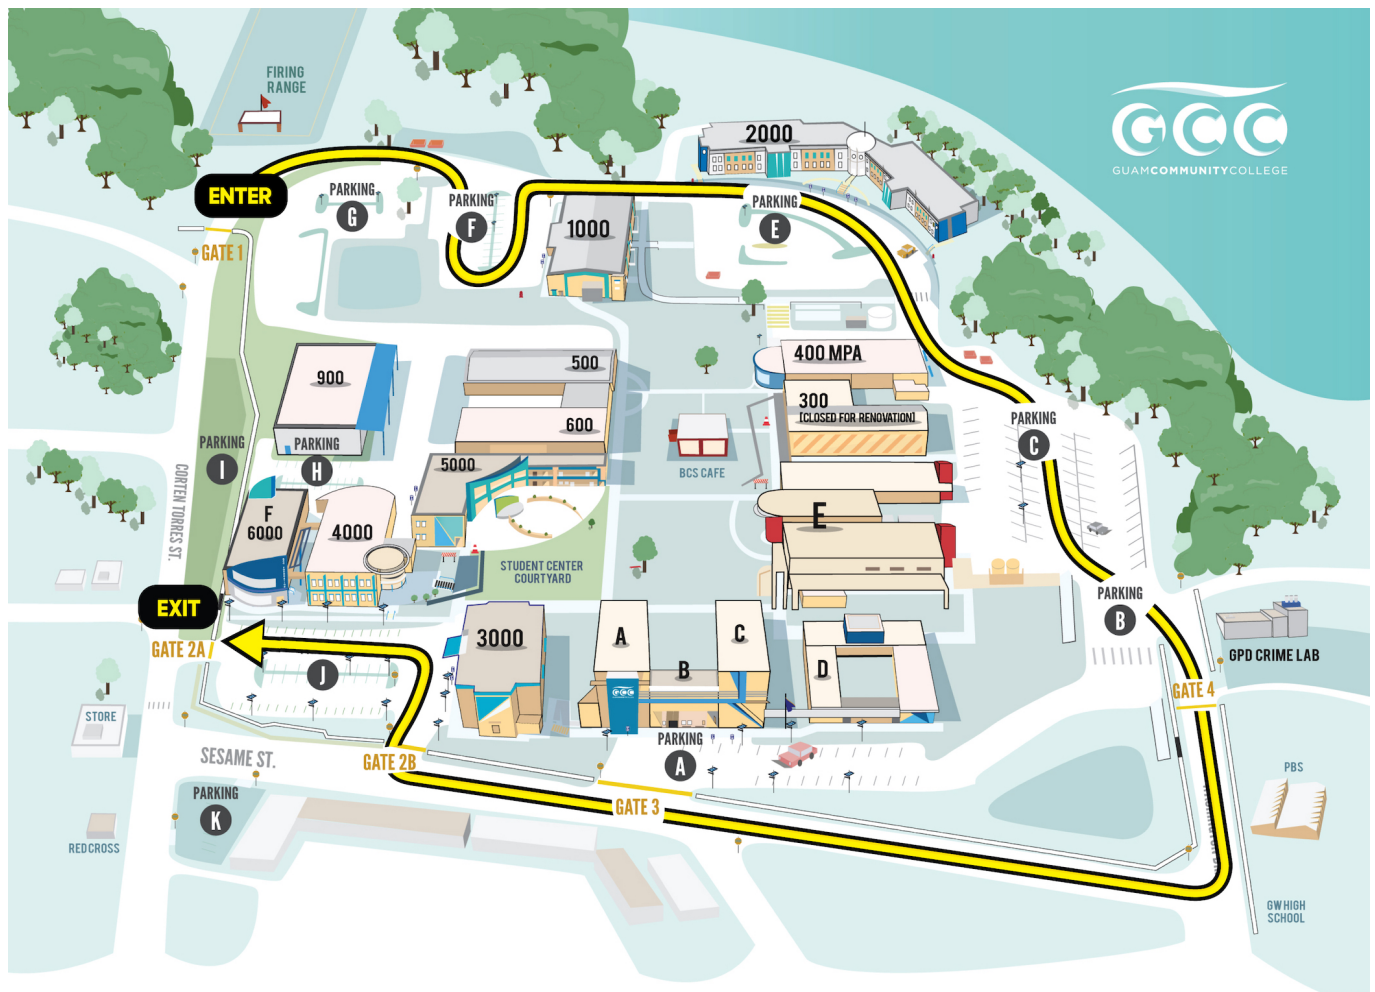 FIRING
RANGE
2000
GCC
GUAMCOMMUNITYCOLLEGE
ENTER
PARKING
G
PARKING
F
PARKING
E
1000
GATE 1
400 MPA
500
900
300
[CLOSED FOR RENOVATION]
600
PARKING
C
PARKING
I
PARKING
H
BCS CAFE
5000
CORTEN TORRES ST.
F
6000
4000
E
STUDENT CENTER
COURTYARD
EXIT
PARKING
B
3000
A
C
B
D
GCC
GATE 2A
GPD CRIME LAB
J
GATE 4
STORE
PARKING
A
SESAME ST.
GATE 2B
PBS
PARKING
K
GATE 3
RED CROSS
GW HIGH
SCHOOL